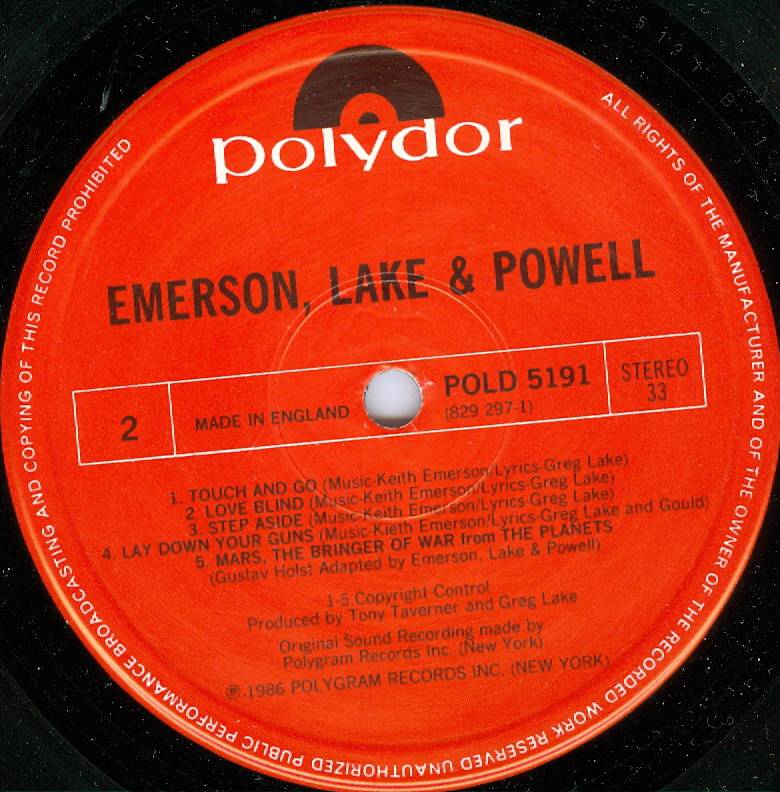 polydor
EMERSON, LAKE & POWELL
2
MADE IN ENGLAND
POLD 5191
(829 297-1)
STEREO
33
1. TOUCH AND GO (Music-Keith Emerson/Lyrics-Greg Lake)
2. LOVE BLIND (Music-Keith Emerson/Lyrics-Greg Lake)
3. STEP ASIDE (Music-Keith Emerson/Lyrics-Greg Lake)
4. LAY DOWN YOUR GUNS (Music-Kieth Emerson/Lyrics-Greg Lake and Gould)
5. MARS, THE BRINGER OF WAR from THE PLANETS
(Gustav Holst Adapted by Emerson, Lake & Powell)
1-5.Copyright Control
Produced by Tony Taverner and Greg Lake
Original Sound Recording made by
Polygram Records Inc. (New York)
℗.1986 POLYGRAM RECORDS INC. (NEW YORK)
ALL RIGHTS OF THE MANUFACTURER AND OF THE OWNER OF THE RECORDED WORK RESERVED UNAUTHORIZED PUBLIC PERFORMANCE BROADCASTING AND COPYING OF THIS RECORD PROHIBITED